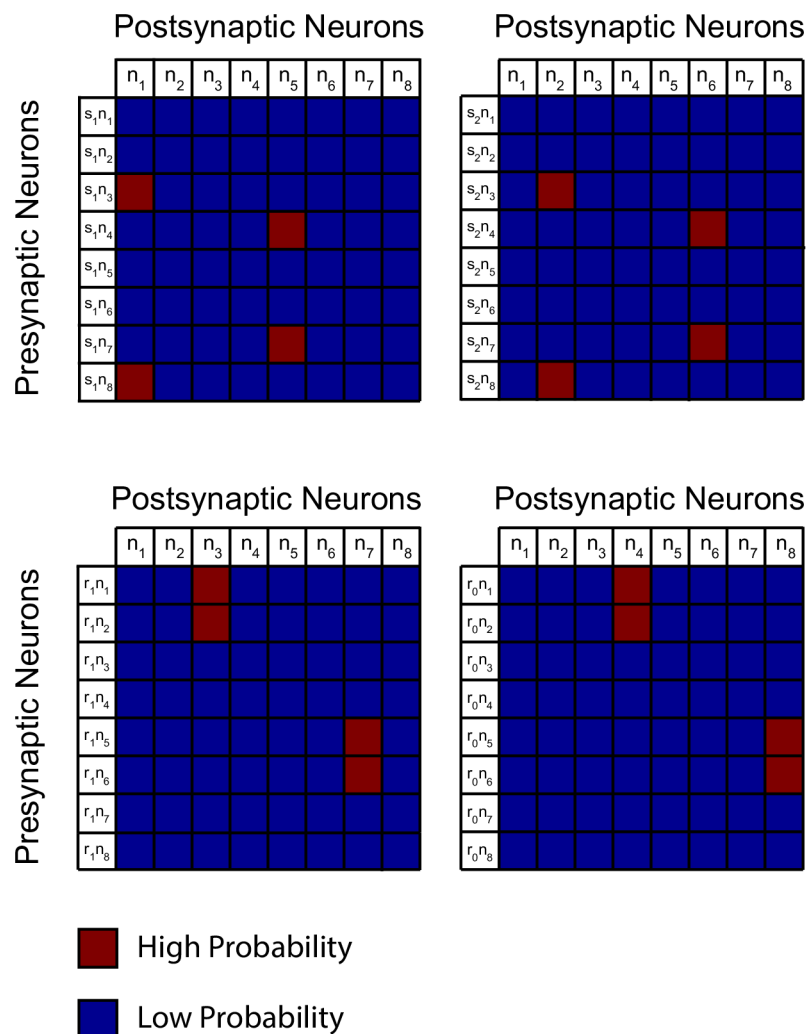 Postsynaptic Neurons
n₁ n₂ n₃ n₄ n₅ n₆ n₇ n₈
Presynaptic Neurons
s₁n₁
s₁n₂
s₁n₃
s₁n₄
s₁n₅
s₁n₆
s₁n₇
s₁n₈
Postsynaptic Neurons
n₁ n₂ n₃ n₄ n₅ n₆ n₇ n₈
s₂n₁
s₂n₂
s₂n₃
s₂n₄
s₂n₅
s₂n₆
s₂n₇
s₂n₈
Postsynaptic Neurons
n₁ n₂ n₃ n₄ n₅ n₆ n₇ n₈
Presynaptic Neurons
r₁n₁
r₁n₂
r₁n₃
r₁n₄
r₁n₅
r₁n₆
r₁n₇
r₁n₈
Postsynaptic Neurons
n₁ n₂ n₃ n₄ n₅ n₆ n₇ n₈
r₀n₁
r₀n₂
r₀n₃
r₀n₄
r₀n₅
r₀n₆
r₀n₇
r₀n₈
High Probability
Low Probability